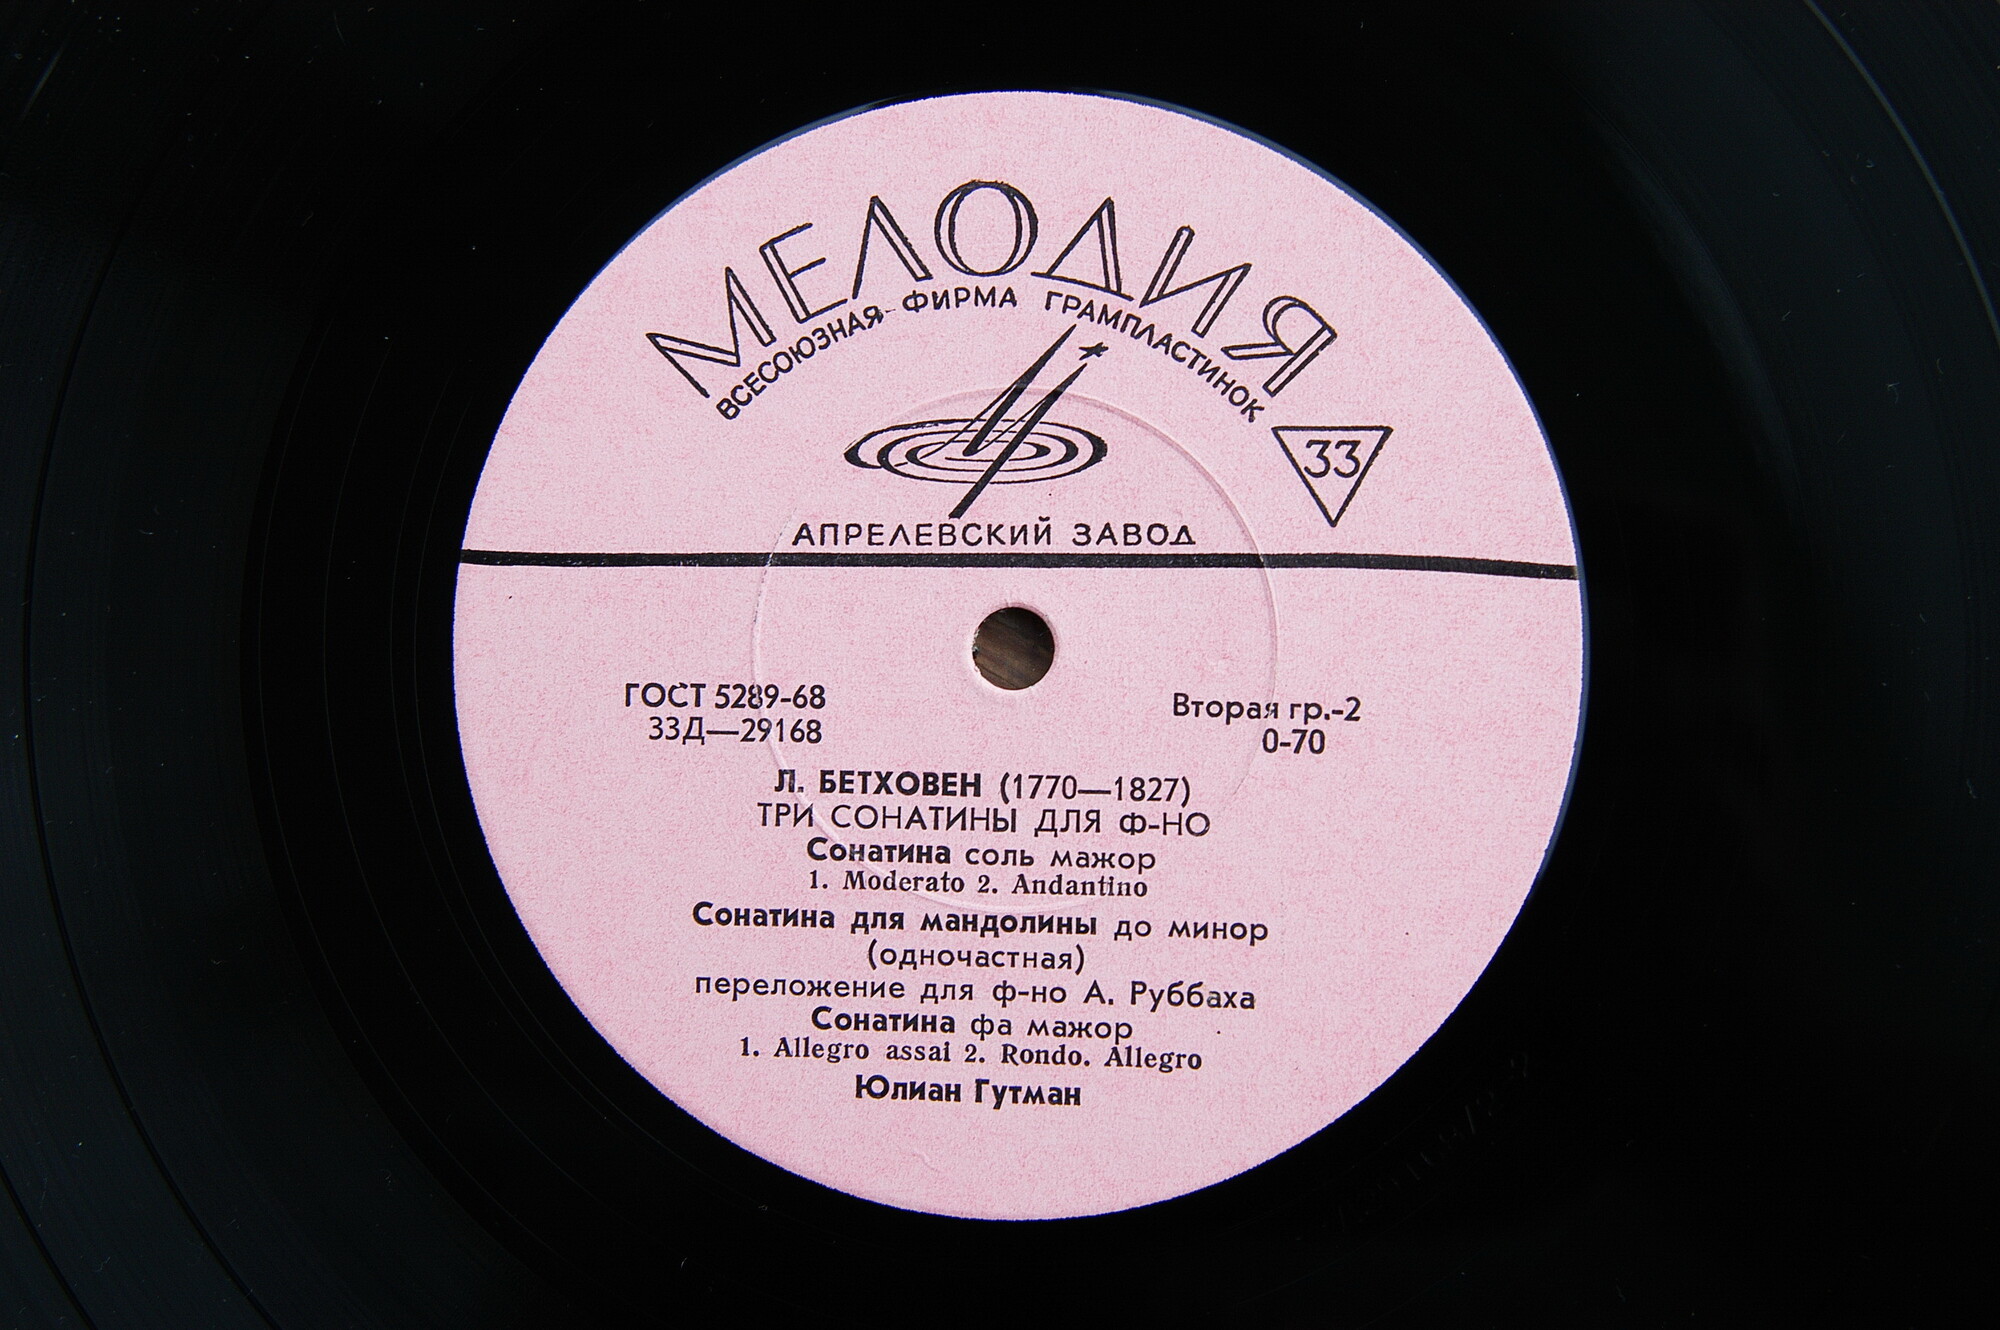 МЕЛОДИЯ
ВСЕСОЮЗНАЯ ФИРМА ГРАМПЛАСТИНОК
33
АПРЕЛЕВСКИЙ ЗАВОД
ГОСТ 5289-68
33Д—29168
Вторая гр.-2
0-70
Л. БЕТХОВЕН (1770—1827)
ТРИ СОНАТИНЫ ДЛЯ Ф-НО
Сонатина соль мажор
1. Moderato 2. Andantino
Сонатина для мандолины до минор
(одночастная)
переложение для ф-но А. Руббаха
Сонатина фа мажор
1. Allegro assai 2. Rondo. Allegro
Юлиан Гутман